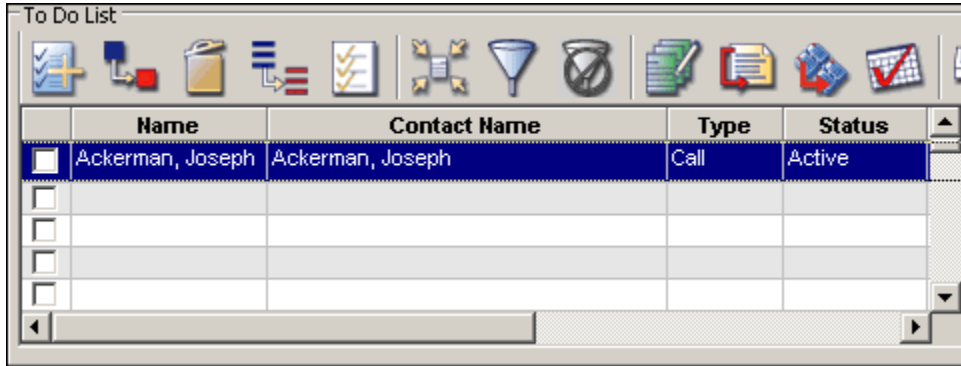 To Do List
Name Contact Name Type Status
Ackerman, Joseph Ackerman, Joseph Call Active